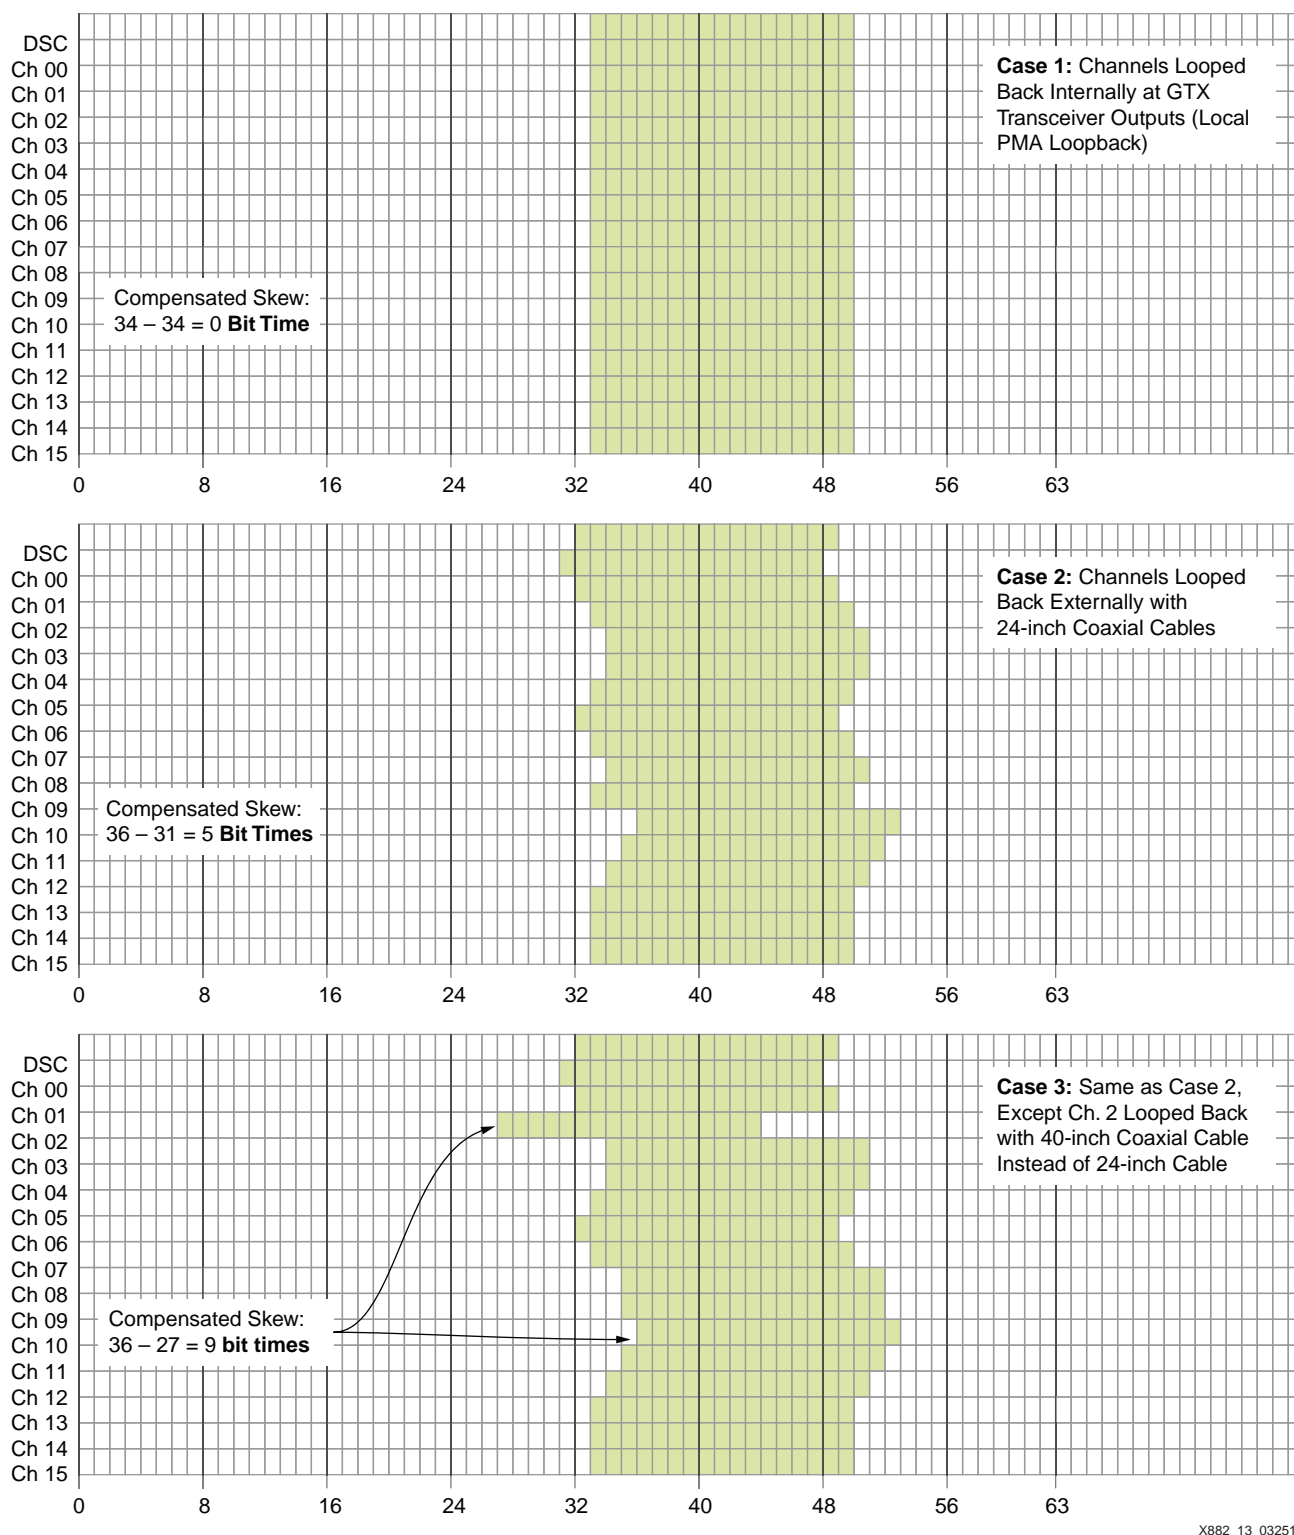 DSC
Ch 00
Ch 01
Ch 02
Ch 03
Ch 04
Ch 05
Ch 06
Ch 07
Ch 08
Ch 09
Ch 10
Ch 11
Ch 12
Ch 13
Ch 14
Ch 15
Case 1: Channels Looped
Back Internally at GTX
Transceiver Outputs (Local
PMA Loopback)
Compensated Skew:
34 – 34 = 0 Bit Time
0 8 16 24 32 40 48 56 63
DSC
Ch 00
Ch 01
Ch 02
Ch 03
Ch 04
Ch 05
Ch 06
Ch 07
Ch 08
Ch 09
Ch 10
Ch 11
Ch 12
Ch 13
Ch 14
Ch 15
Case 2: Channels Looped
Back Externally with
24-inch Coaxial Cables
Compensated Skew:
36 – 31 = 5 Bit Times
0 8 16 24 32 40 48 56 63
DSC
Ch 00
Ch 01
Ch 02
Ch 03
Ch 04
Ch 05
Ch 06
Ch 07
Ch 08
Ch 09
Ch 10
Ch 11
Ch 12
Ch 13
Ch 14
Ch 15
Case 3: Same as Case 2,
Except Ch. 2 Looped Back
with 40-inch Coaxial Cable
Instead of 24-inch Cable
Compensated Skew:
36 – 27 = 9 bit times
0 8 16 24 32 40 48 56 63
X882_13_03251